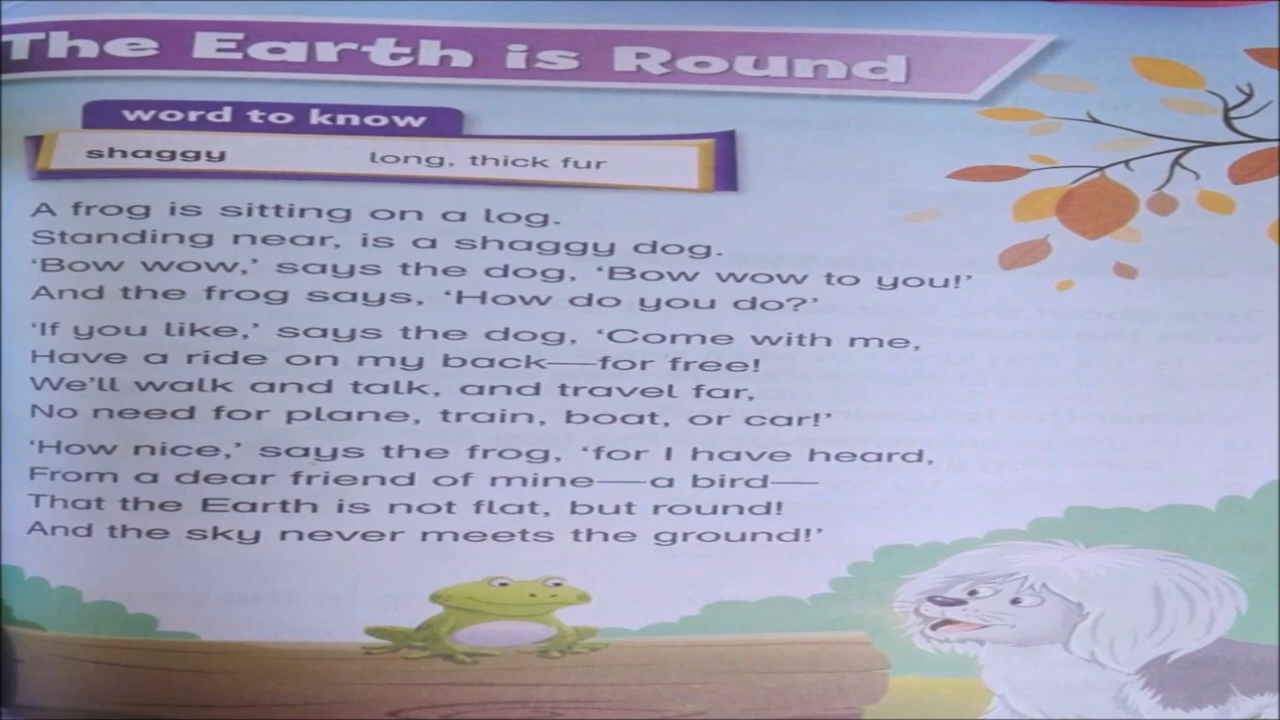 The Earth is Round
word to know
shaggy long, thick fur
A frog is sitting on a log.
Standing near, is a shaggy dog.
‘Bow wow,’ says the dog, ‘Bow wow to you!’
And the frog says, ‘How do you do?’
‘If you like,’ says the dog, ‘Come with me,
Have a ride on my back—for free!
We’ll walk and talk, and travel far,
No need for plane, train, boat, or car!’
‘How nice,’ says the frog, ‘for I have heard,
From a dear friend of mine—a bird—
That the Earth is not flat, but round!
And the sky never meets the ground!’